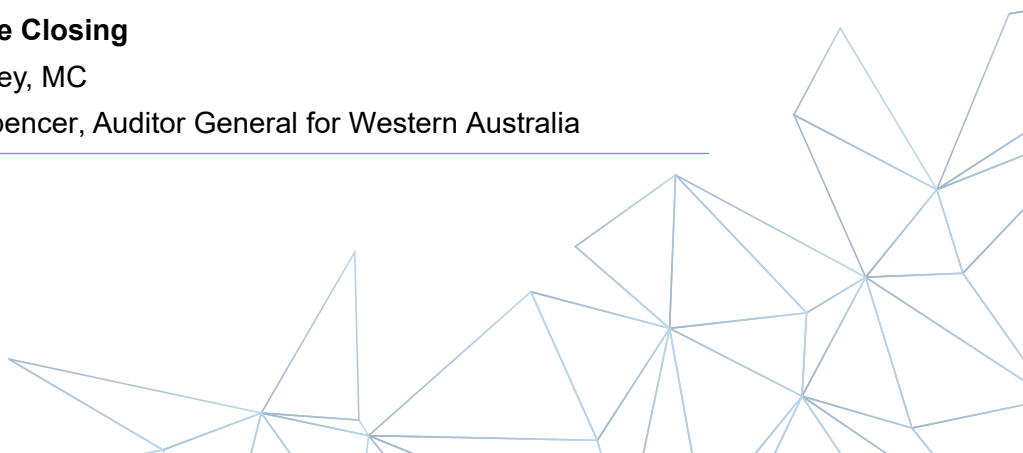 e Closing
ey, MC
pencer, Auditor General for Western Australia